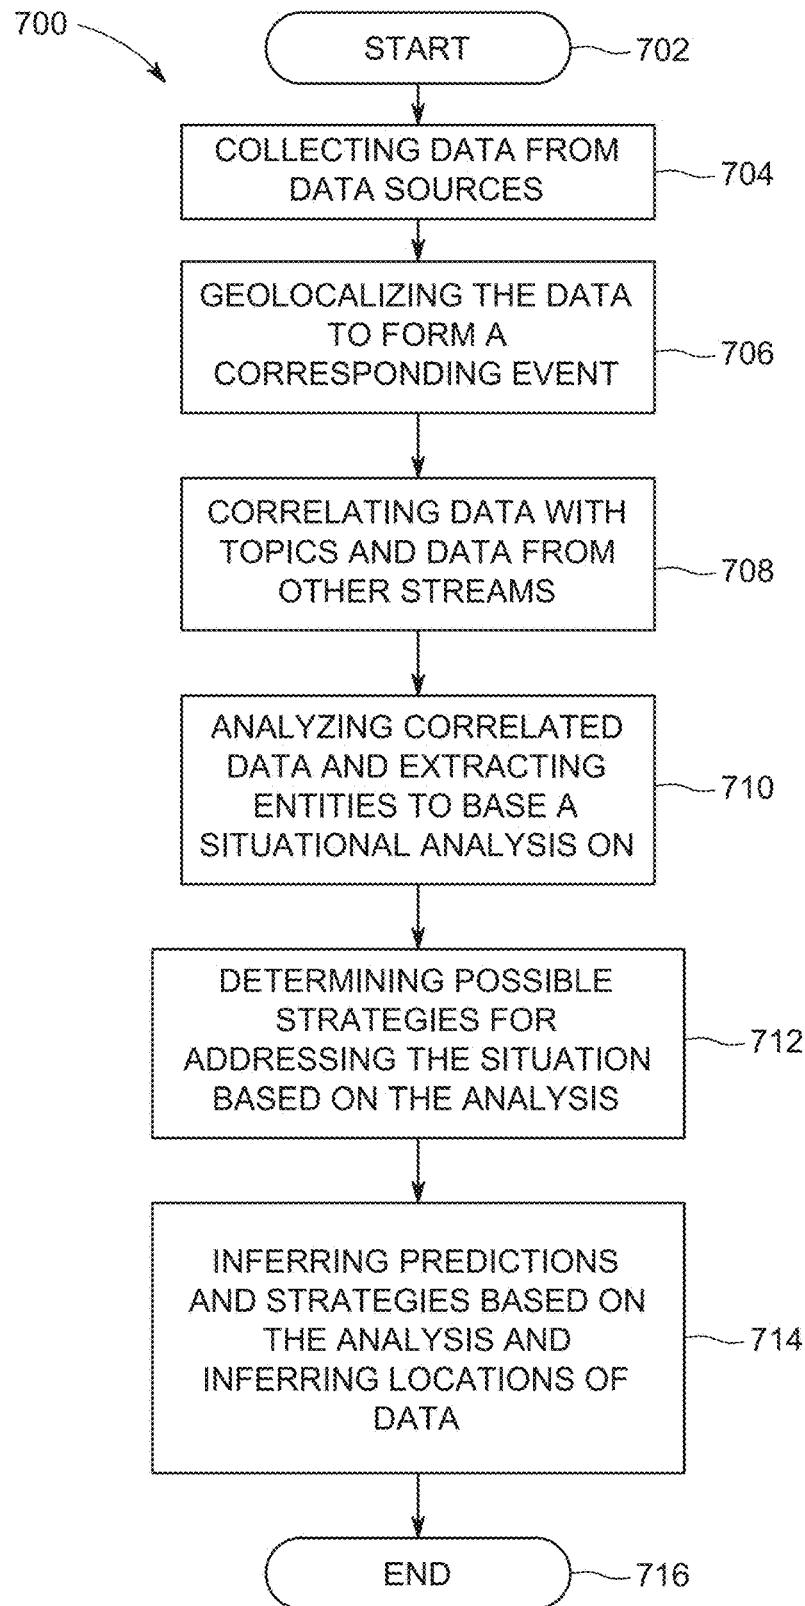 700
START
702
COLLECTING DATA FROM
DATA SOURCES
704
GEOLOCALIZING THE DATA
TO FORM A
CORRESPONDING EVENT
706
CORRELATING DATA WITH
TOPICS AND DATA FROM
OTHER STREAMS
708
ANALYZING CORRELATED
DATA AND EXTRACTING
ENTITIES TO BASE A
SITUATIONAL ANALYSIS ON
710
DETERMINING POSSIBLE
STRATEGIES FOR
ADDRESSING THE SITUATION
BASED ON THE ANALYSIS
712
INFERRING PREDICTIONS
AND STRATEGIES BASED ON
THE ANALYSIS AND
INFERRING LOCATIONS OF
DATA
714
END
716